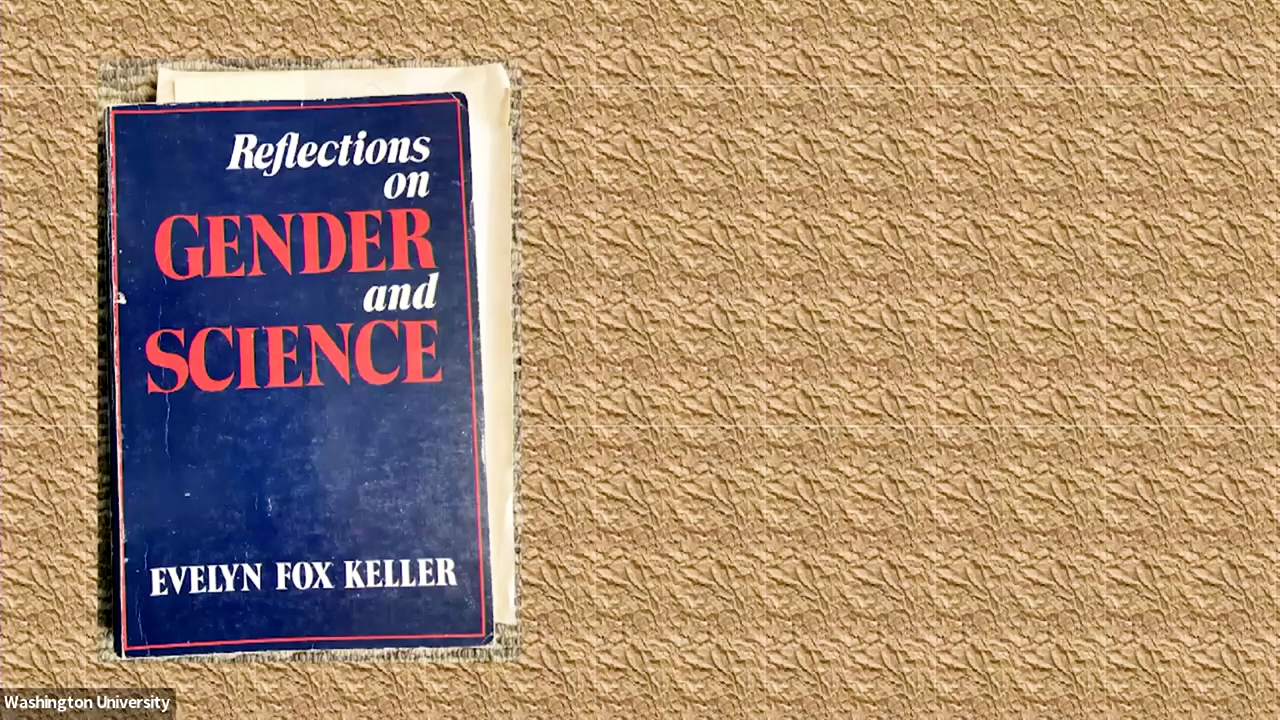 Reflections
on
GENDER
and
SCIENCE
EVELYN FOX KELLER
Washington University